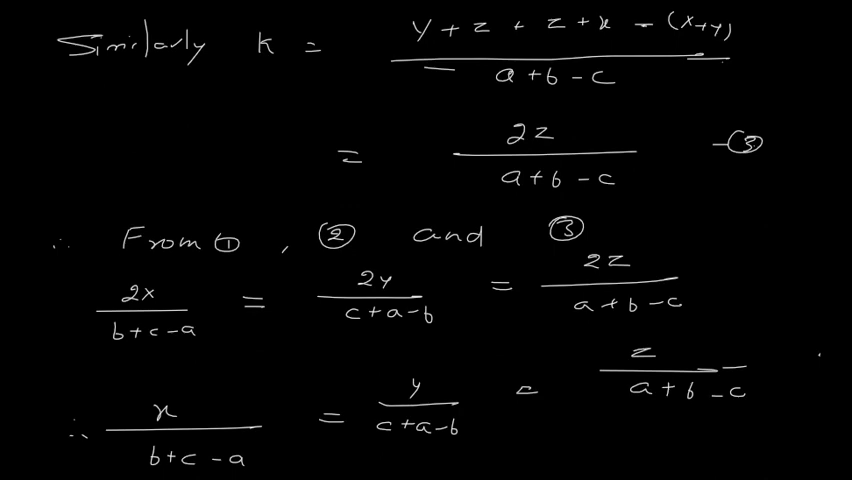 Similarly k = y + z + z + x - (x+y) / a + b - c
= 2z / a + b - c - ③
∴ From ①, ② and ③
2x / b + c - a = 2y / c + a - b = 2z / a + b - c
∴ x / b + c - a = y / c + a - b = z / a + b - c